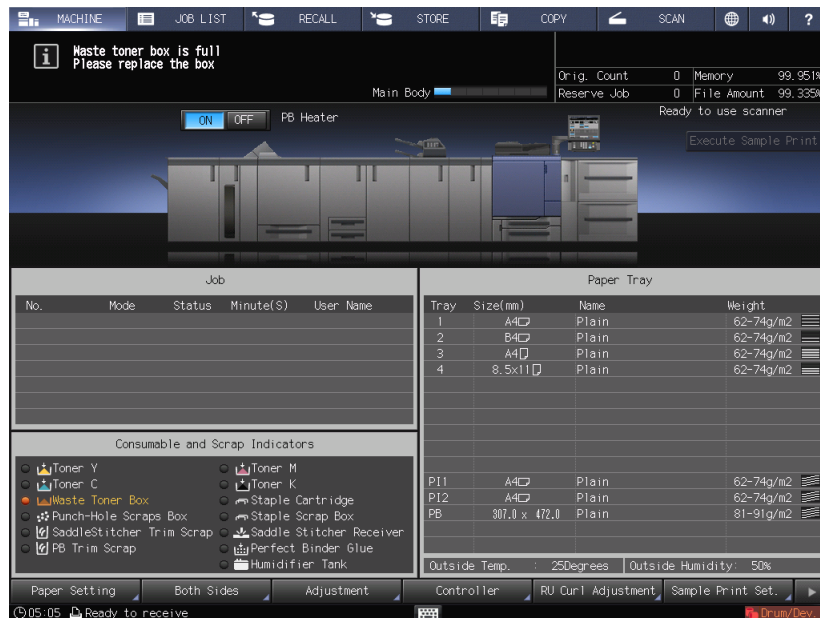 MACHINE JOB LIST RECALL STORE COPY SCAN ?
Waste toner box is full
Please replace the box
Main Body
Orig. Count 0 Memory 99.951%
Reserve Job 0 File Amount 99.335%
Ready to use scanner
ON OFF PB Heater
Execute Sample Print
Job
No. Mode Status Minute(S) User Name
Paper Tray
Tray Size(mm) Name Weight
1 A4 Plain 62-74g/m2
2 B4 Plain 62-74g/m2
3 A4 Plain 62-74g/m2
4 8.5×11 Plain 62-74g/m2
PI1 A4 Plain 62-74g/m2
PI2 A4 Plain 62-74g/m2
PB 307.0 × 472.0 Plain 81-91g/m2
Outside Temp. : 25Degrees Outside Humidity: 50%
Consumable and Scrap Indicators
Toner Y Toner M
Toner C Toner K
Waste Toner Box Staple Cartridge
Punch-Hole Scraps Box Staple Scrap Box
SaddleStitcher Trim Scrap Saddle Stitcher Receiver
PB Trim Scrap Perfect Binder Glue
Humidifier Tank
Paper Setting Both Sides Adjustment Controller RU Curl Adjustment Sample Print Set.
05:05 Ready to receive Drum/Dev.